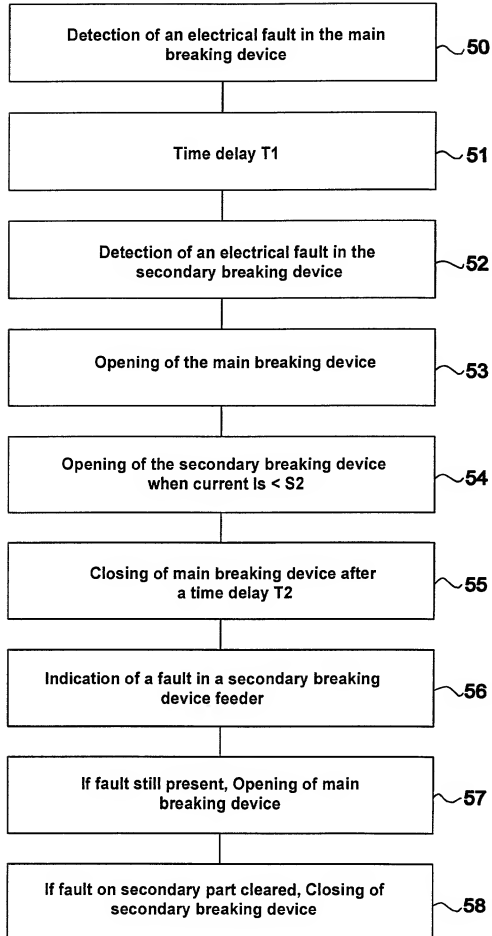 Detection of an electrical fault in the main
breaking device
50
Time delay T1
51
Detection of an electrical fault in the
secondary breaking device
52
Opening of the main breaking device
53
Opening of the secondary breaking device
when current Is < S2
54
Closing of main breaking device after
a time delay T2
55
Indication of a fault in a secondary breaking
device feeder
56
If fault still present, Opening of main
breaking device
57
If fault on secondary part cleared, Closing of
secondary breaking device
58